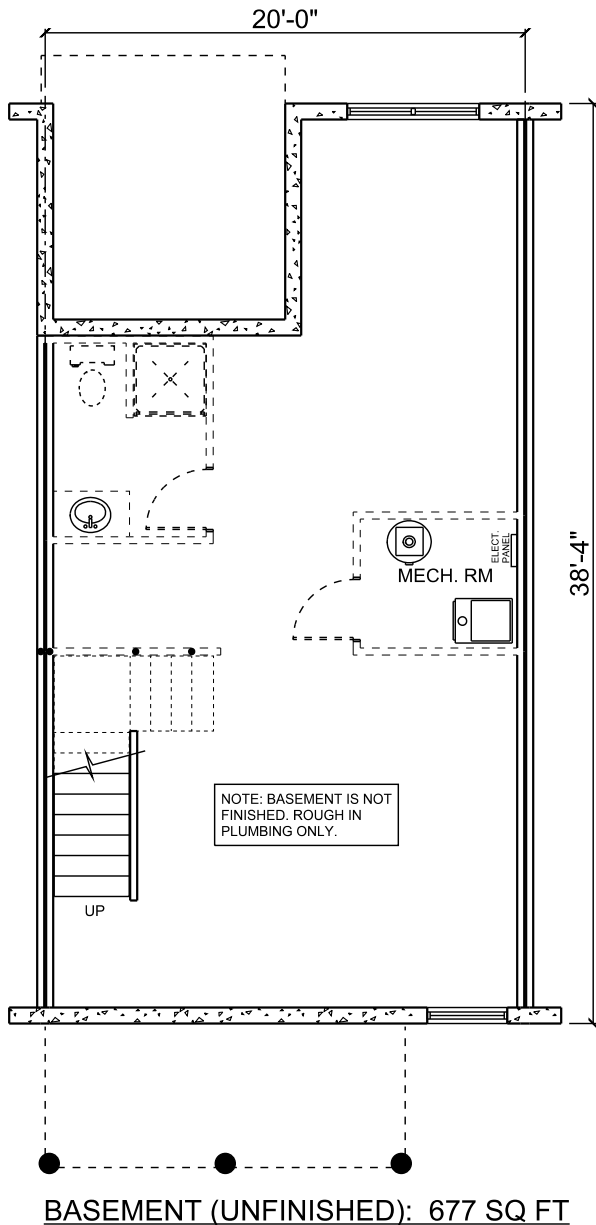 20'-0"
38'-4"
ELECT.
PANEL
MECH. RM
NOTE: BASEMENT IS NOT
FINISHED. ROUGH IN
PLUMBING ONLY.
UP
BASEMENT (UNFINISHED): 677 SQ FT